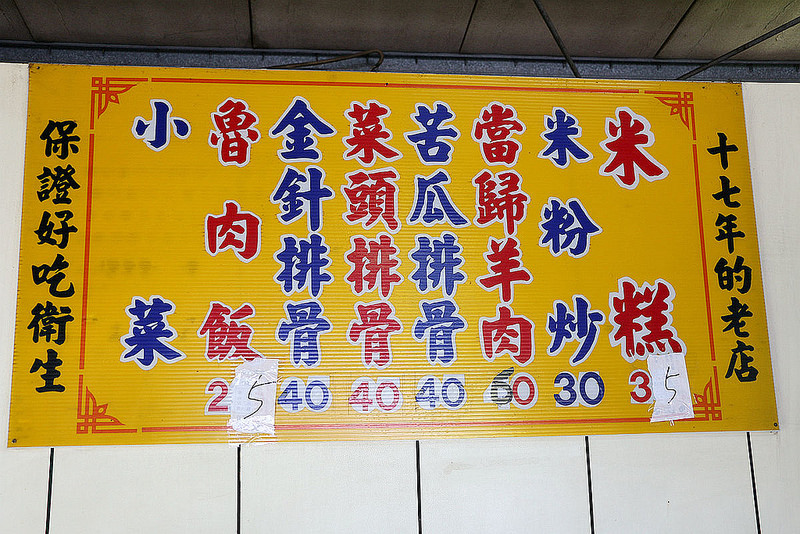 十七年的老店
米糕 35
米粉炒 30
當歸羊肉 60
苦瓜排骨 40
菜頭排骨 40
金針排骨 40
魯肉飯 25
小菜
保證好吃衛生